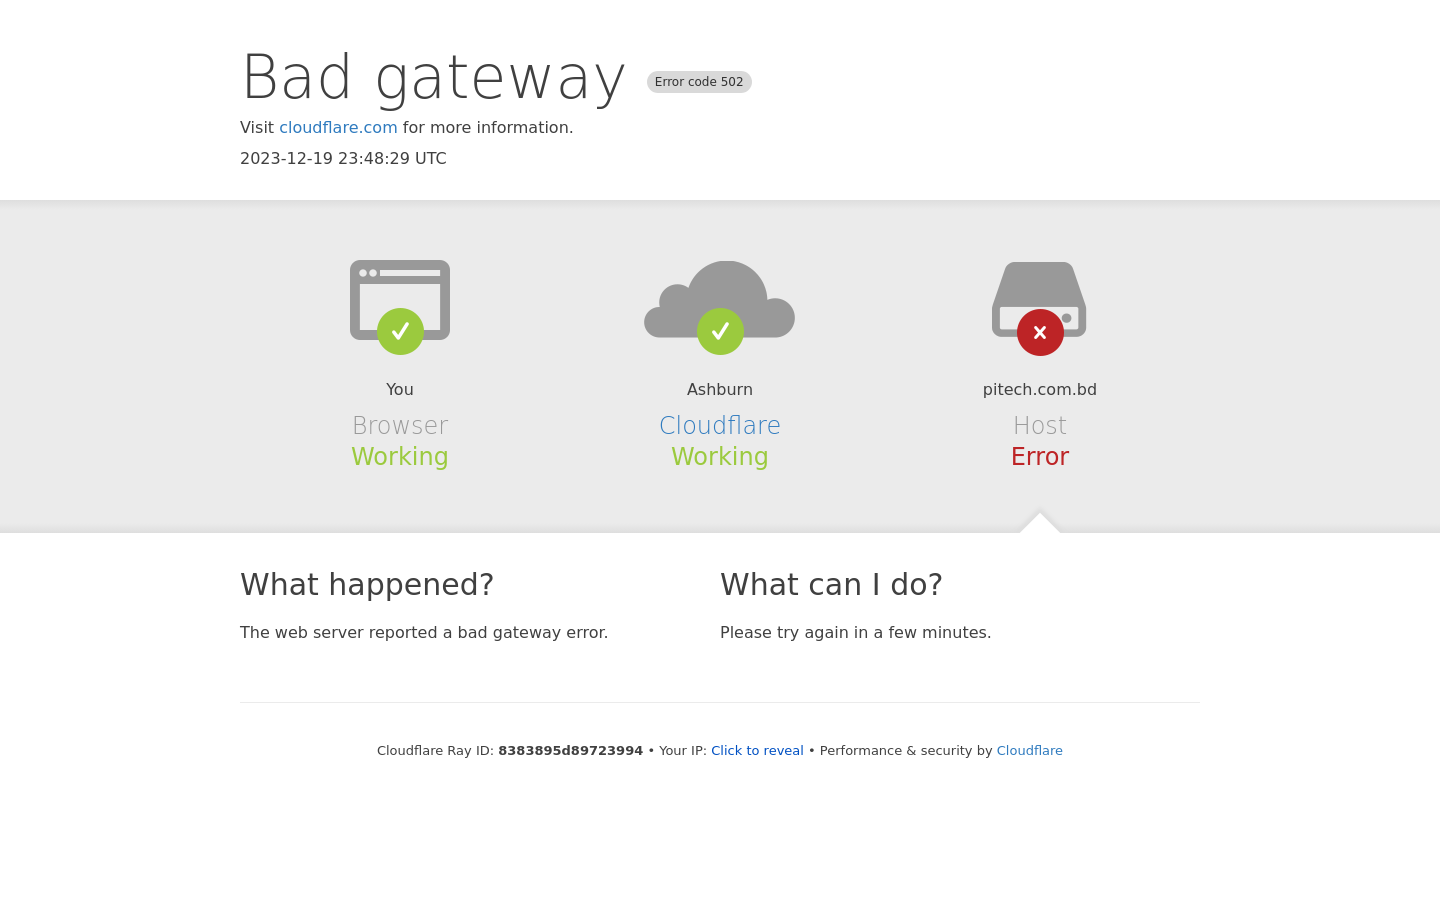 Bad gateway Error code 502
Visit cloudflare.com for more information.
2023-12-19 23:48:29 UTC
You
Browser
Working
Ashburn
Cloudflare
Working
pitech.com.bd
Host
Error
What happened?
The web server reported a bad gateway error.
What can I do?
Please try again in a few minutes.
Cloudflare Ray ID: 8383895d89723994 • Your IP: Click to reveal • Performance & security by Cloudflare